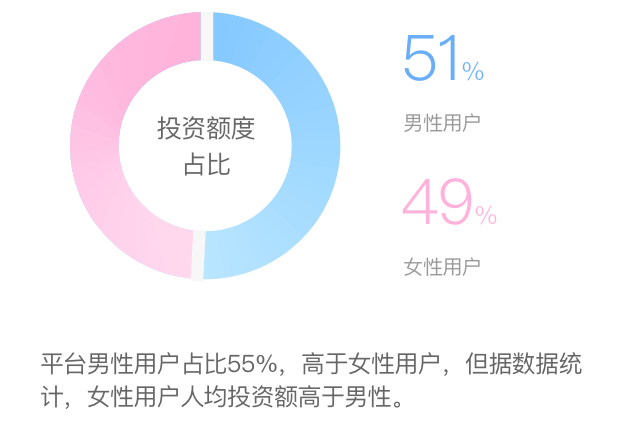 投资额度
占比
51%
男性用户
49%
女性用户
平台男性用户占比55%，高于女性用户，但据数据统
计，女性用户人均投资额高于男性。